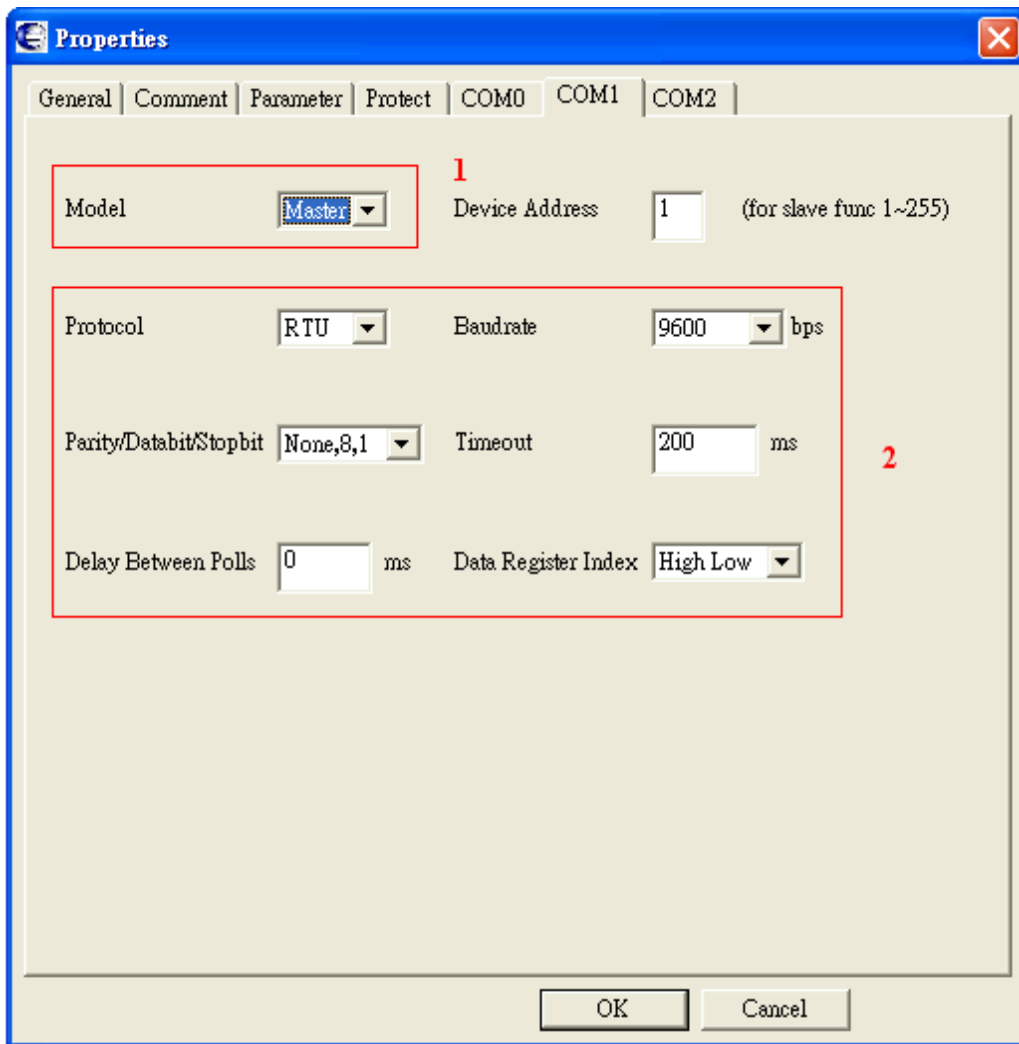 Properties
General Comment Parameter Protect COM0 COM1 COM2
1
Model Master Device Address 1 (for slave func 1~255)
Protocol RTU Baudrate 9600 bps
Parity/Databit/Stopbit None,8,1 Timeout 200 ms
2
Delay Between Polls 0 ms Data Register Index High Low
OK Cancel